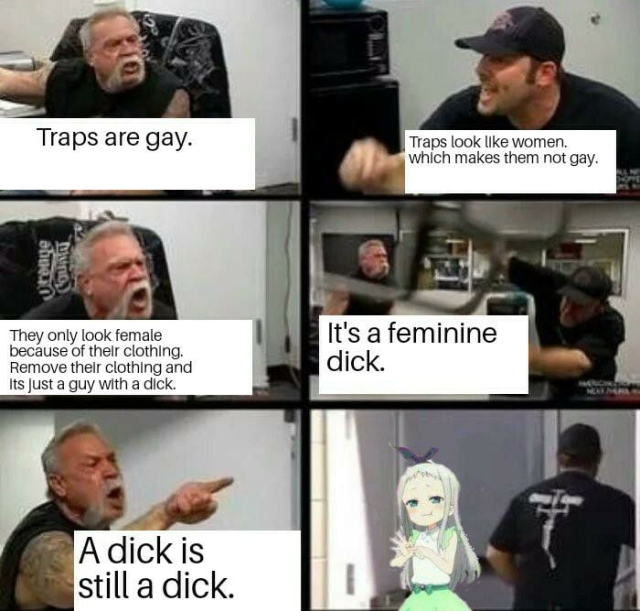 Traps are gay.
Traps look like women.
which makes them not gay.
They only look female
because of their clothing.
Remove their clothing and
its just a guy with a dick.
It's a feminine
dick.
A dick is
still a dick.